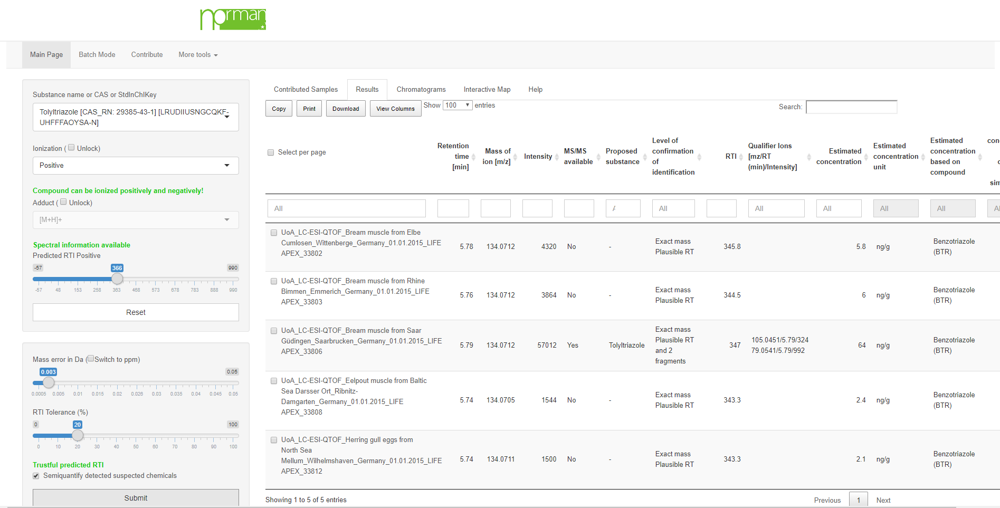 norman
Main Page
Batch Mode
Contribute
More tools
Substance name or CAS or StdInChIKey
Tolyltriazole [CAS_RN: 29385-43-1] [LRUDIIUSNGCQKF-
UHFFFAOYSA-N]
Ionization ( Unlock)
Positive
Compound can be ionized positively and negatively!
Adduct ( Unlock)
[M+H]+
Spectral information available
Predicted RTI Positive
-57 366 990
-57 48 153 258 363 468 573 678 783 888 990
Reset
Mass error in Da ( Switch to ppm)
0.003 0.05
0.0005 0.005 0.01 0.015 0.02 0.026 0.03 0.035 0.04 0.045 0.05
RTI Tolerance (%)
0 20 100
0 10 20 30 40 50 60 70 80 90 100
Trustful predicted RTI
Semiquantify detected suspected chemicals
Submit
Contributed Samples
Results
Chromatograms
Interactive Map
Help
Copy
Print
Download
View Columns
Show 100 entries
Search:
Select per page
Retention
time
[min]
Mass of
ion [m/z]
Intensity
MS/MS
available
Proposed
substance
Level of
confirmation
of
identification
RTI
Qualifier Ions
[mz/RT
(min)/Intensity]
Estimated
concentration
Estimated
concentration
unit
Estimated
concentration
based on
compound
All
All
All
All
All
All
UoA_LC-ESI-QTOF_Bream muscle from Elbe
Cumlosen_Wittenberge_Germany_01.01.2015_LIFE
APEX_33802
5.78
134.0712
4320
No
-
Exact mass
Plausible RT
345.8
5.8
ng/g
Benzotriazole
(BTR)
UoA_LC-ESI-QTOF_Bream muscle from Rhine
Bimmen_Emmerich_Germany_01.01.2015_LIFE
APEX_33803
5.76
134.0712
3864
No
-
Exact mass
Plausible RT
344.5
6
ng/g
Benzotriazole
(BTR)
UoA_LC-ESI-QTOF_Bream muscle from Saar
Güdingen_Saarbrucken_Germany_01.01.2015_LIFE
APEX_33806
5.79
134.0712
57012
Yes
Tolyltriazole
Exact mass
Plausible RT
and 2
fragments
347
105.0451/5.79/324
79.0541/5.79/992
64
ng/g
Benzotriazole
(BTR)
UoA_LC-ESI-QTOF_Eelpout muscle from Baltic
Sea Darsser Ort_Ribnitz-
Damgarten_Germany_01.01.2015_LIFE
APEX_33808
5.74
134.0705
1544
No
-
Exact mass
Plausible RT
343.3
2.4
ng/g
Benzotriazole
(BTR)
UoA_LC-ESI-QTOF_Herring gull eggs from
North Sea
Mellum_Wilhelmshaven_Germany_01.01.2015_LIFE
APEX_33812
5.74
134.0711
1500
No
-
Exact mass
Plausible RT
343.3
2.1
ng/g
Benzotriazole
(BTR)
Showing 1 to 5 of 5 entries
Previous
1
Next